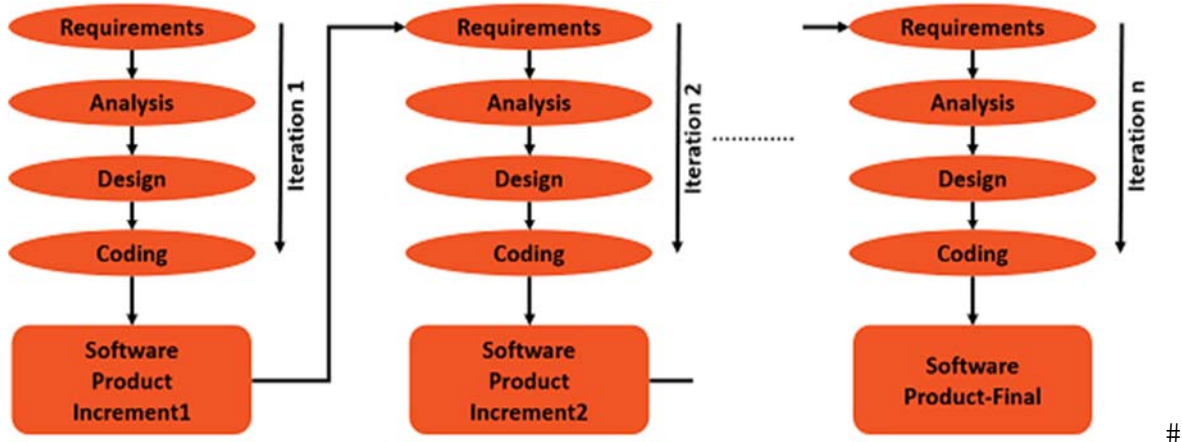 Requirements
Analysis
Design
Coding
Software
Product
Increment1
Iteration 1
Requirements
Analysis
Design
Coding
Software
Product
Increment2
Iteration 2
Requirements
Analysis
Design
Coding
Software
Product-Final
Iteration n
#